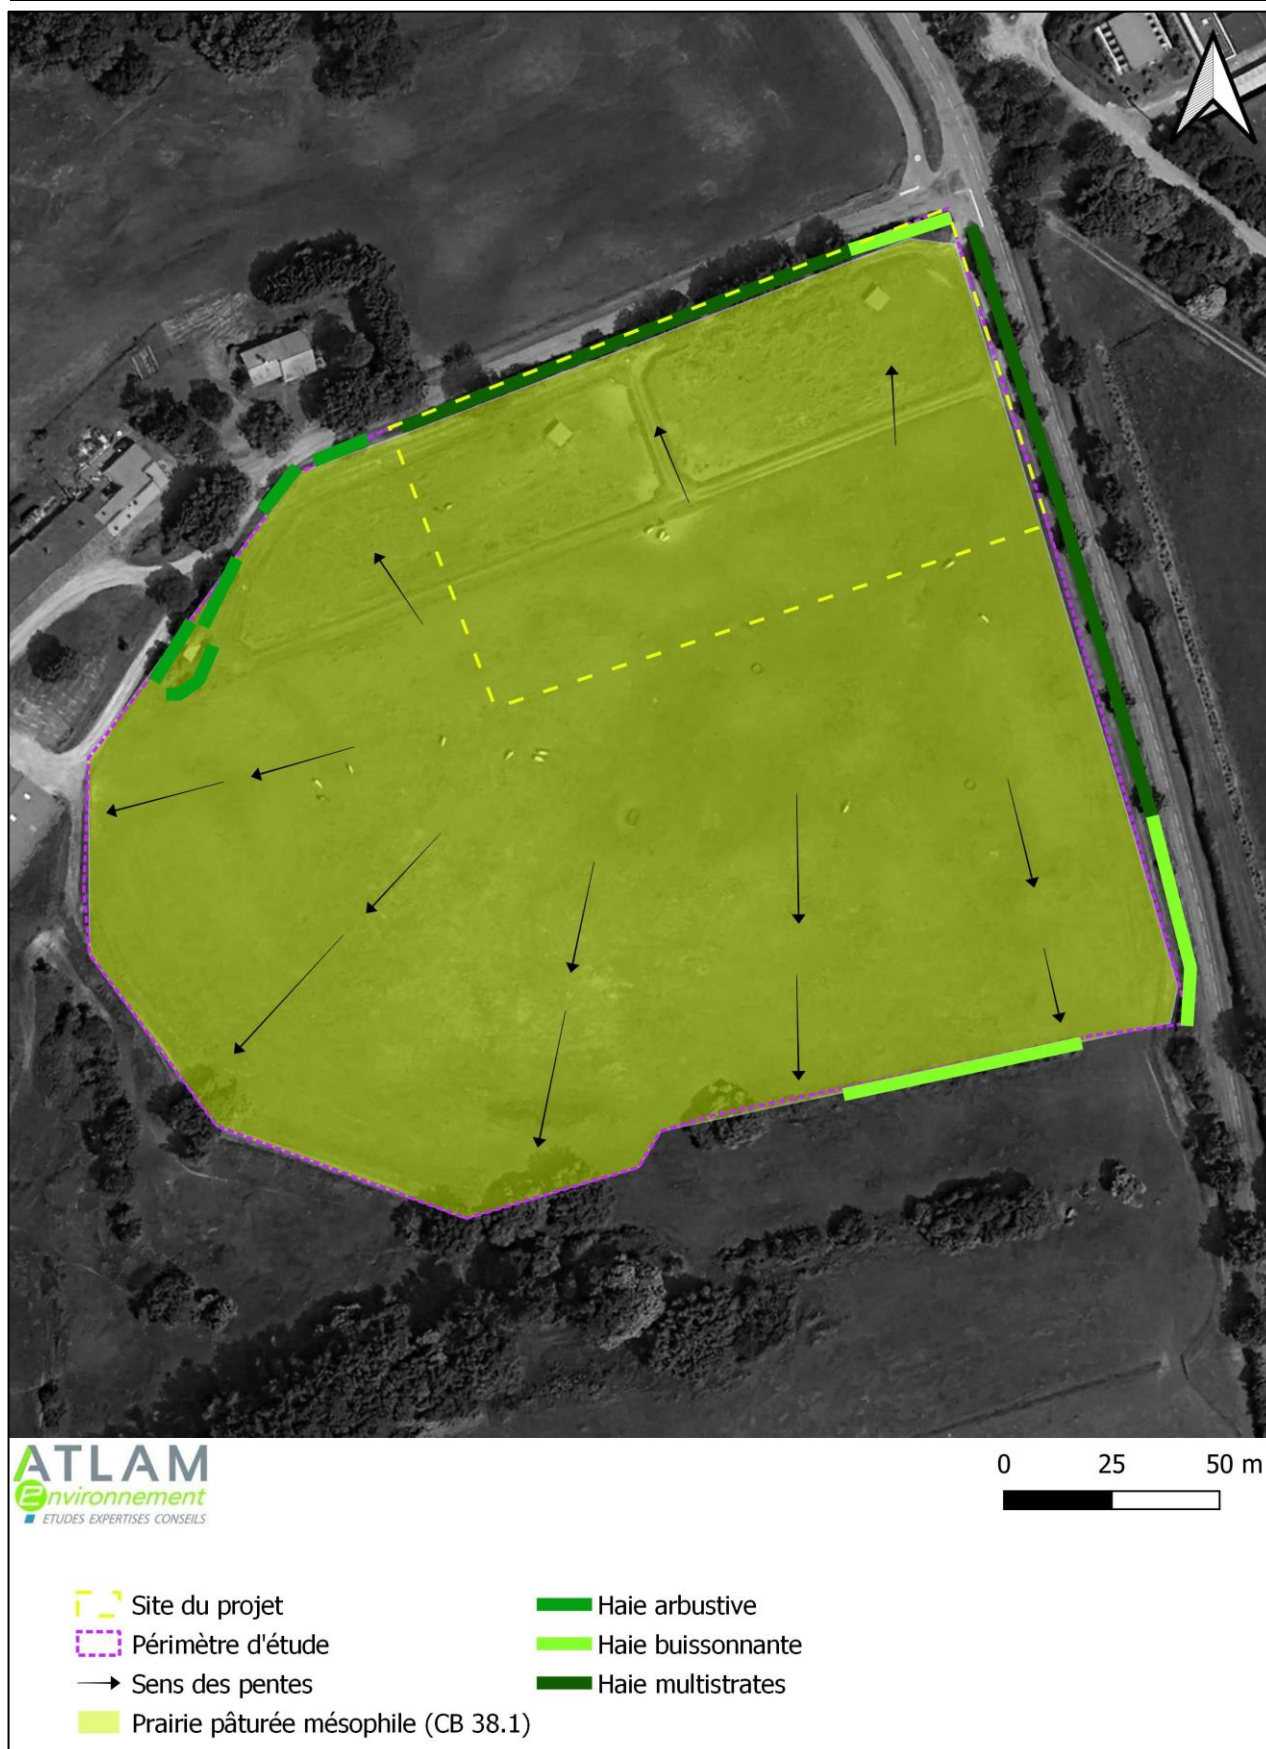 ATLAM
Environnement
ETUDES EXPERTISES CONSEILS
0 25 50 m
Site du projet
Périmètre d'étude
Sens des pentes
Prairie pâturée mésophile (CB 38.1)
Haie arbustive
Haie buissonnante
Haie multistrates